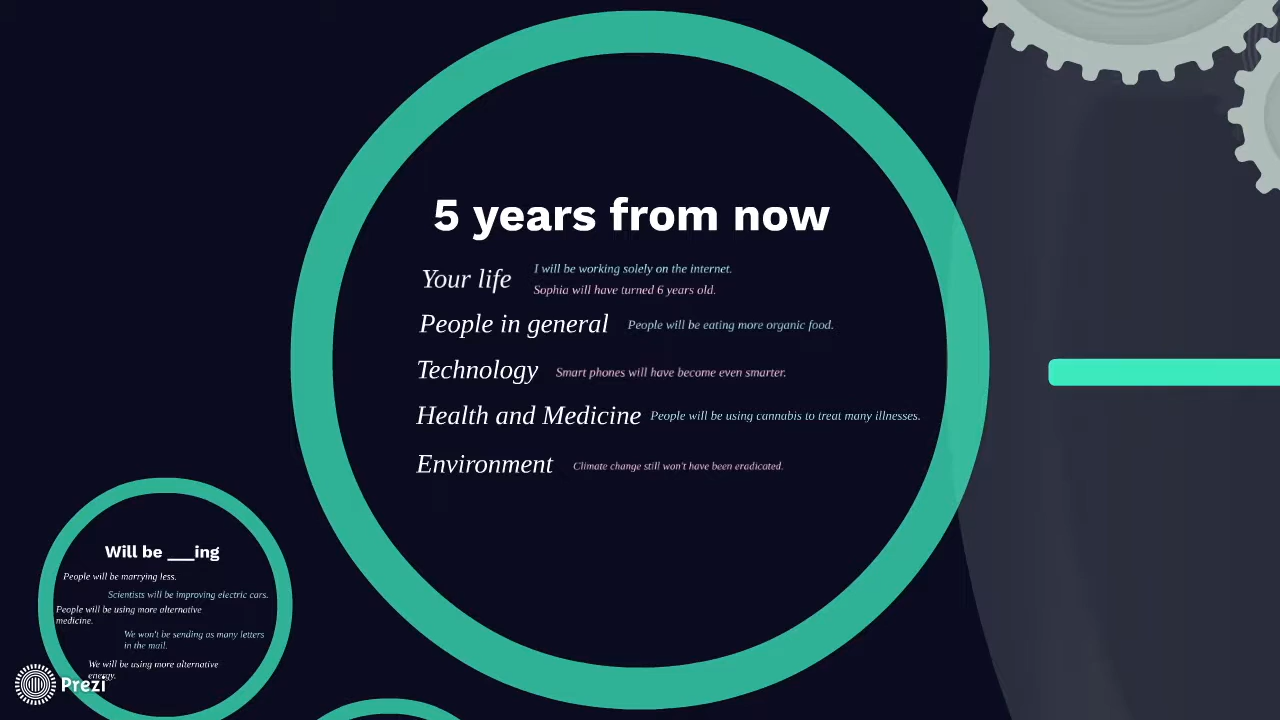 5 years from now
Your life
I will be working solely on the internet.
Sophia will have turned 6 years old.
People in general
People will be eating more organic food.
Technology
Smart phones will have become even smarter.
Health and Medicine
People will be using cannabis to treat many illnesses.
Environment
Climate change still won't have been eradicated.
Will be ___ing
People will be marrying less.
Scientists will be improving electric cars.
People will be using more alternative
medicine.
We won't be sending as many letters
in the mail.
We will be using more alternative
energy.
Prezi